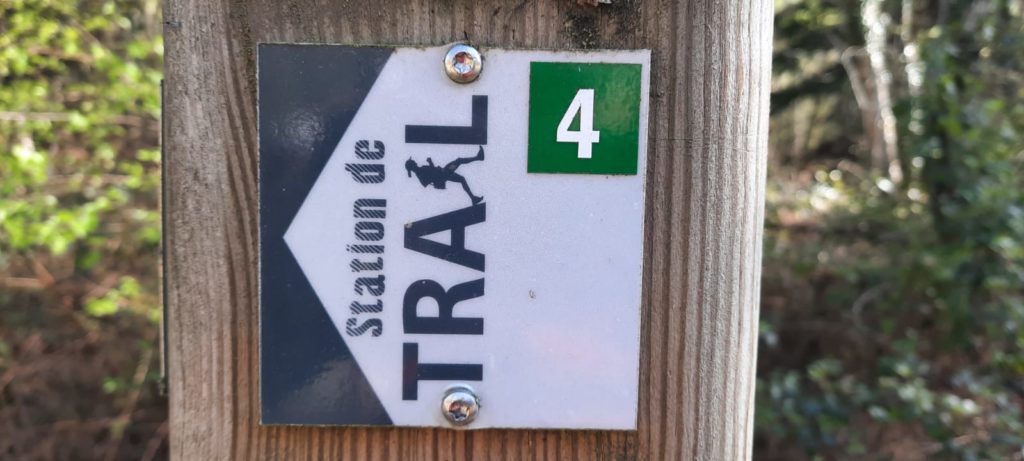 Station de
TRAIL
4